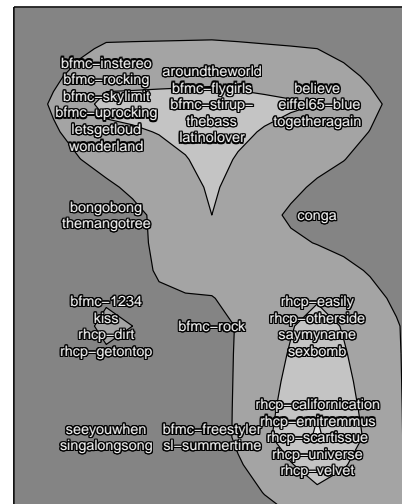 bfmc–instereo
bfmc–rocking
bfmc–skylimit
bfmc–uprocking
letsgetloud
wonderland
aroundtheworld
bfmc–flygirls
bfmc–stirup–
thebass
latinolover
believe
eiffel65–blue
togetheragain
bongobong
themangotree
conga
bfmc–1234
kiss
rhcp–dirt
rhcp–getontop
bfmc–rock
rhcp–easily
rhcp–otherside
saymyname
sexbomb
seeyouwhen
singalongsong
bfmc–freestyler
sl–summertime
rhcp–californication
rhcp–emitremmus
rhcp–scartissue
rhcp–universe
rhcp–velvet